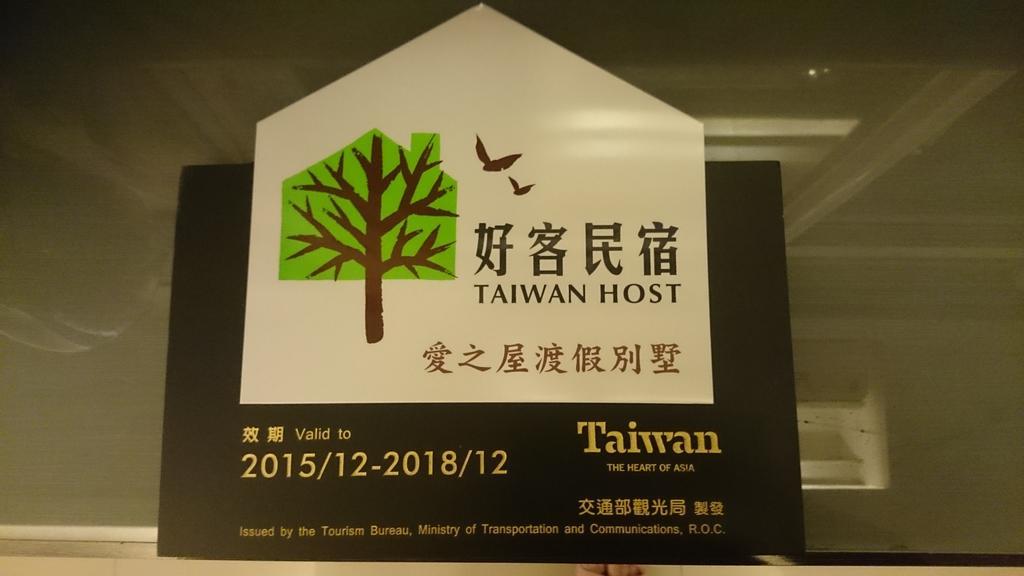 好客民宿
TAIWAN HOST
愛之屋渡假別墅
效期 Valid to
2015/12-2018/12
Taiwan
THE HEART OF ASIA
交通部觀光局 製發
Issued by the Tourism Bureau, Ministry of Transportation and Communications, R.O.C.